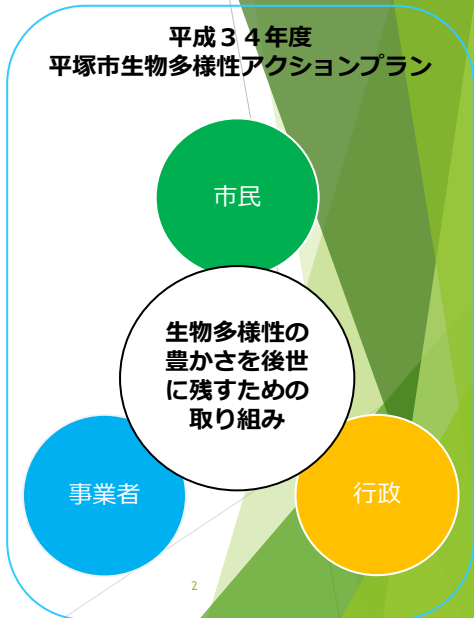 平成３４年度
平塚市生物多様性アクションプラン
市民
生物多様性の
豊かさを後世
に残すための
取り組み
事業者
行政
2